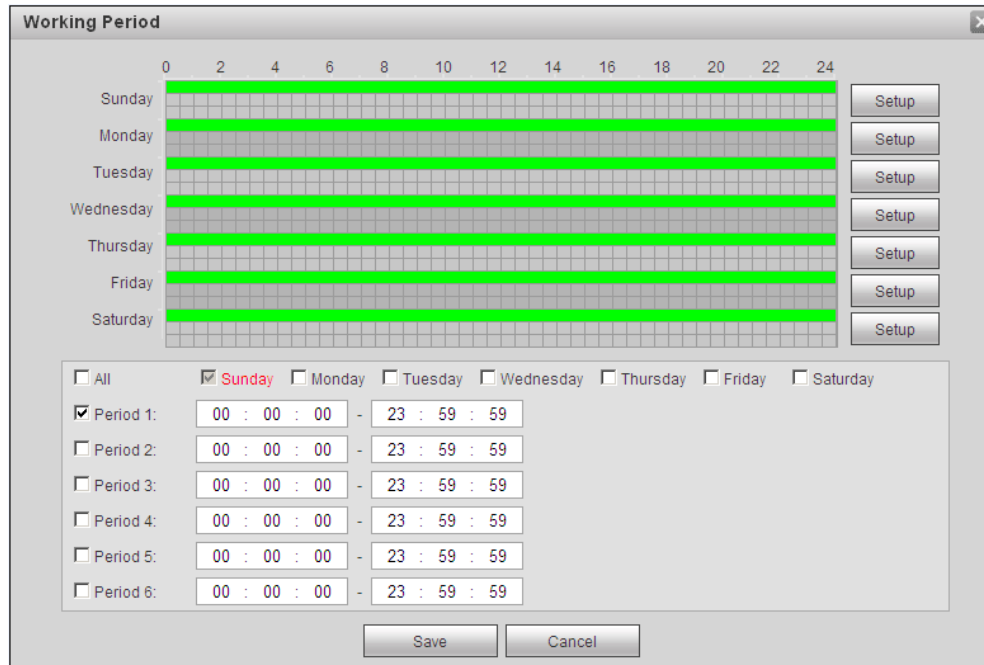 Working Period
0 2 4 6 8 10 12 14 16 18 20 22 24
Sunday Setup
Monday Setup
Tuesday Setup
Wednesday Setup
Thursday Setup
Friday Setup
Saturday Setup
All Sunday Monday Tuesday Wednesday Thursday Friday Saturday
Period 1: 00 : 00 : 00 - 23 : 59 : 59
Period 2: 00 : 00 : 00 - 23 : 59 : 59
Period 3: 00 : 00 : 00 - 23 : 59 : 59
Period 4: 00 : 00 : 00 - 23 : 59 : 59
Period 5: 00 : 00 : 00 - 23 : 59 : 59
Period 6: 00 : 00 : 00 - 23 : 59 : 59
Save Cancel